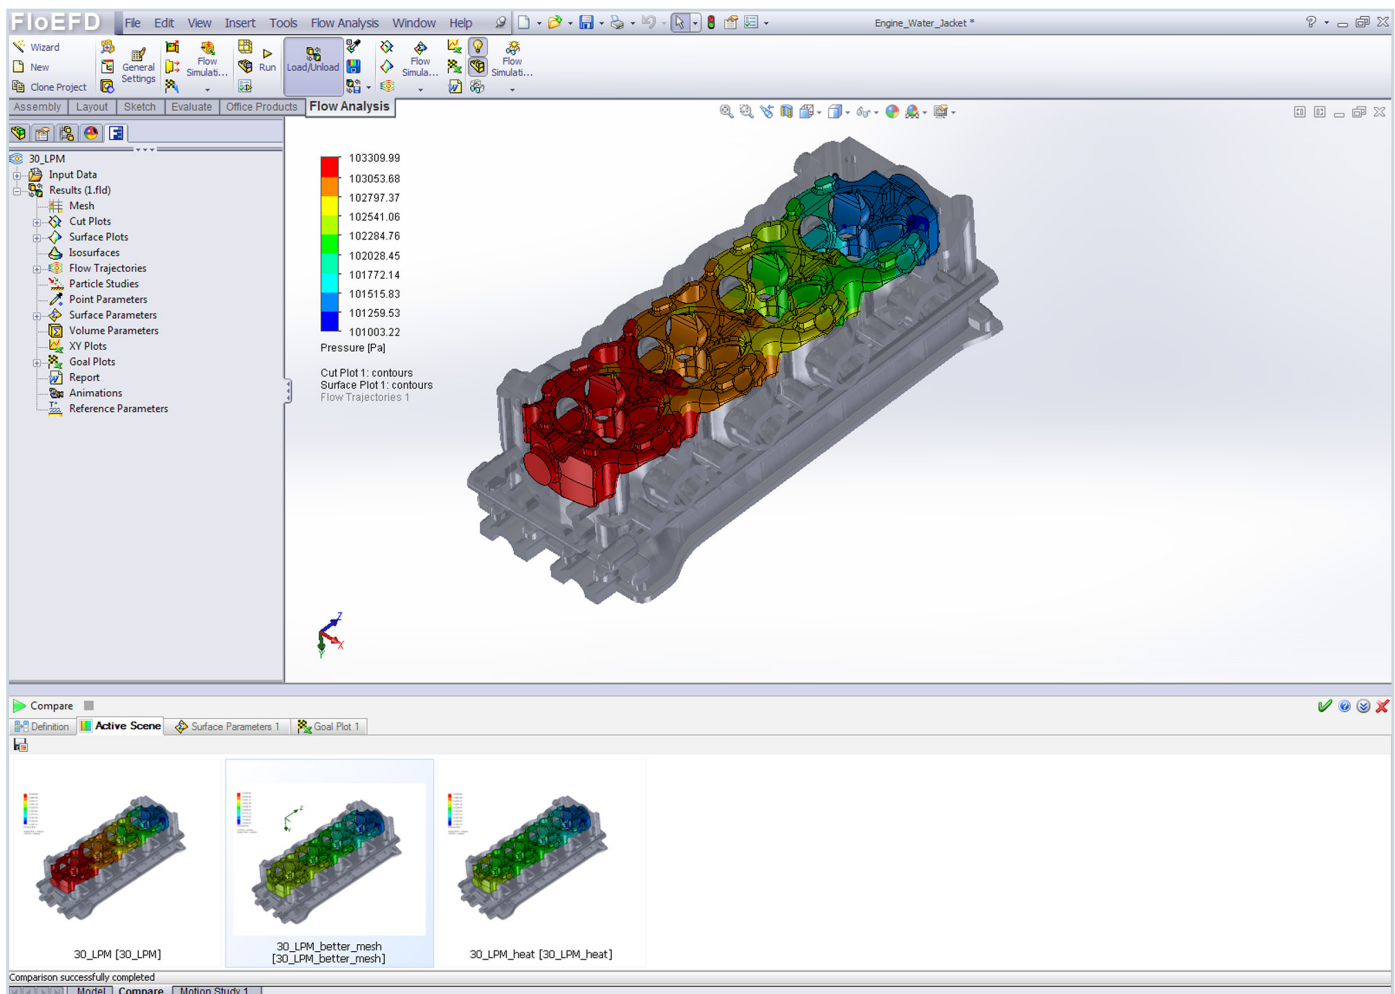 FloEFD File Edit View Insert Tools Flow Analysis Window Help Engine_Water_Jacket *
Wizard
New
Clone Project
General Settings
Flow Simulati...
Run
Load/Unload
Flow Simula...
Flow Simulati...
Assembly Layout Sketch Evaluate Office Products Flow Analysis
30_LPM
Input Data
Results (1.fld)
Mesh
Cut Plots
Surface Plots
Isosurfaces
Flow Trajectories
Particle Studies
Point Parameters
Surface Parameters
Volume Parameters
XY Plots
Goal Plots
Report
Animations
Reference Parameters
103309.99
103053.68
102797.37
102541.06
102284.76
102028.45
101772.14
101515.83
101259.53
101003.22
Pressure [Pa]
Cut Plot 1: contours
Surface Plot 1: contours
Flow Trajectories 1
Z
X
Y
Compare
Definition Active Scene Surface Parameters 1 Goal Plot 1
30_LPM [30_LPM]
30_LPM_better_mesh
[30_LPM_better_mesh]
30_LPM_heat [30_LPM_heat]
Comparison successfully completed
Model Compare Motion Study 1